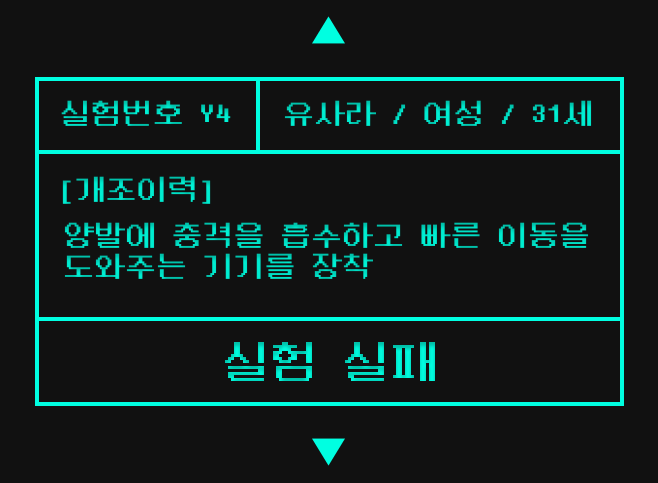 실험번호 Y4
유사라 / 여성 / 31세
[개조이력]
양발에 충격을 흡수하고 빠른 이동을
도와주는 기기를 장착
실험 실패